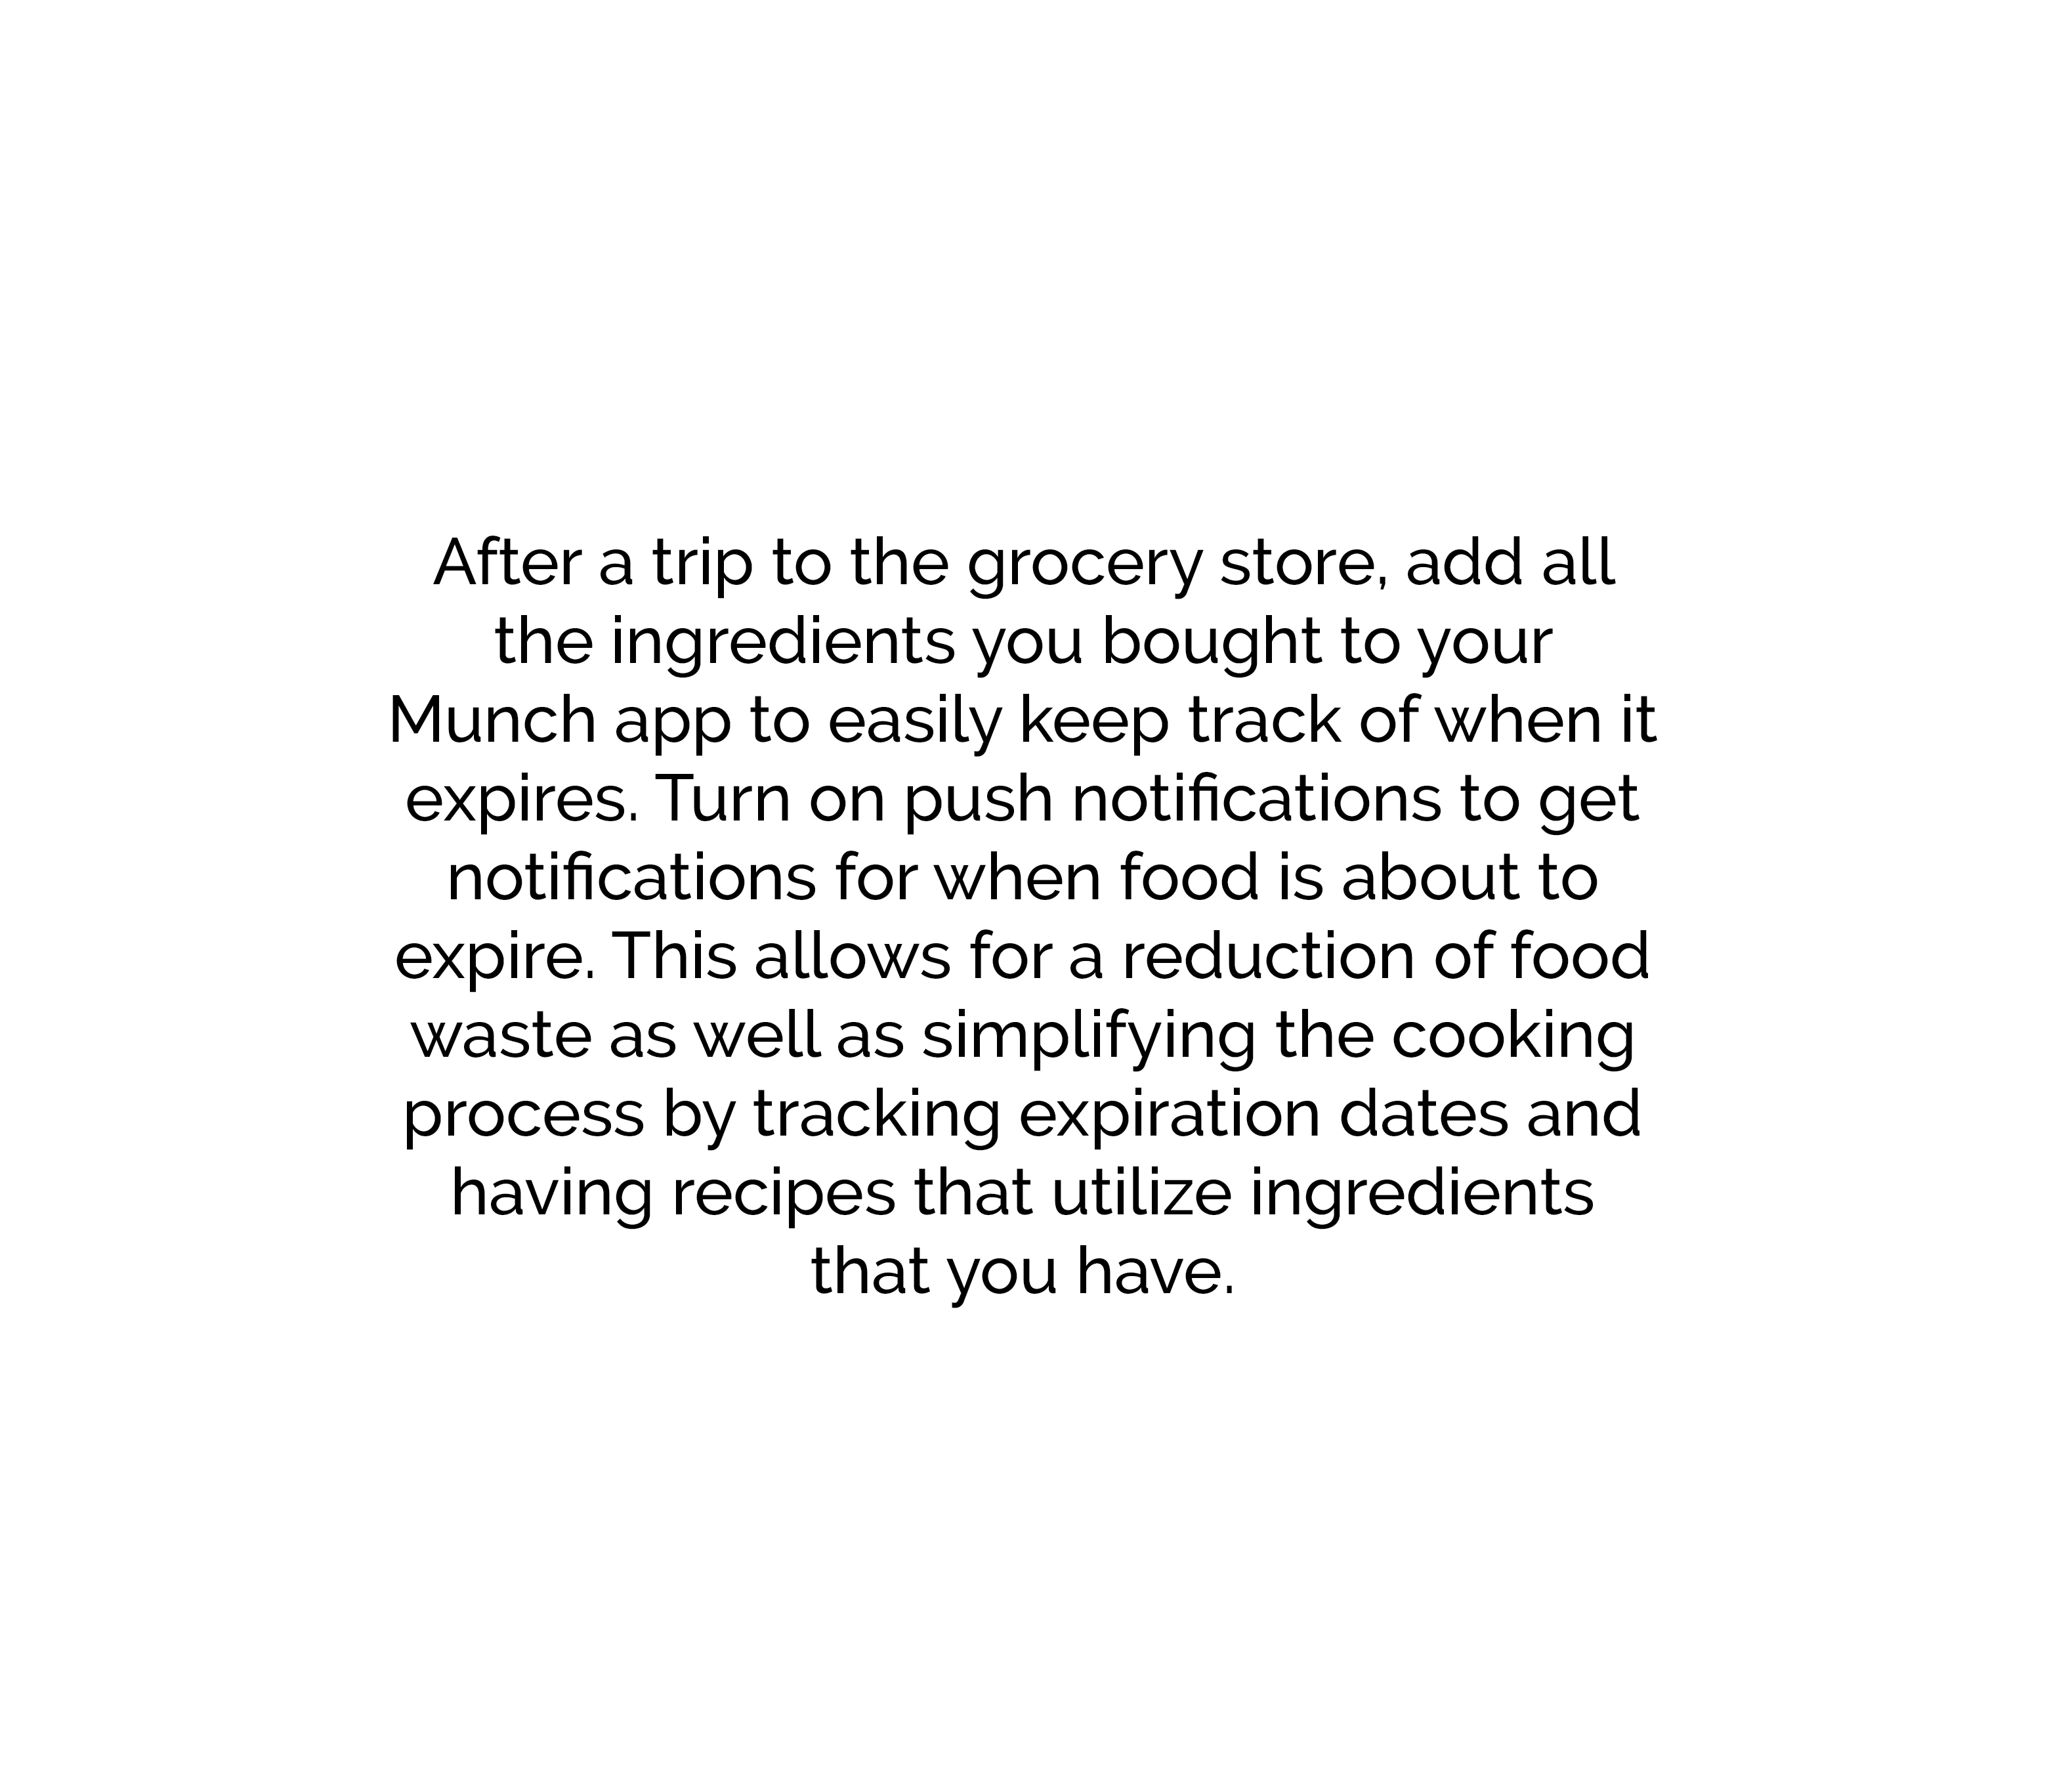 After a trip to the grocery store, add all
the ingredients you bought to your
Munch app to easily keep track of when it
expires. Turn on push notifications to get
notifications for when food is about to
expire. This allows for a reduction of food
waste as well as simplifying the cooking
process by tracking expiration dates and
having recipes that utilize ingredients
that you have.